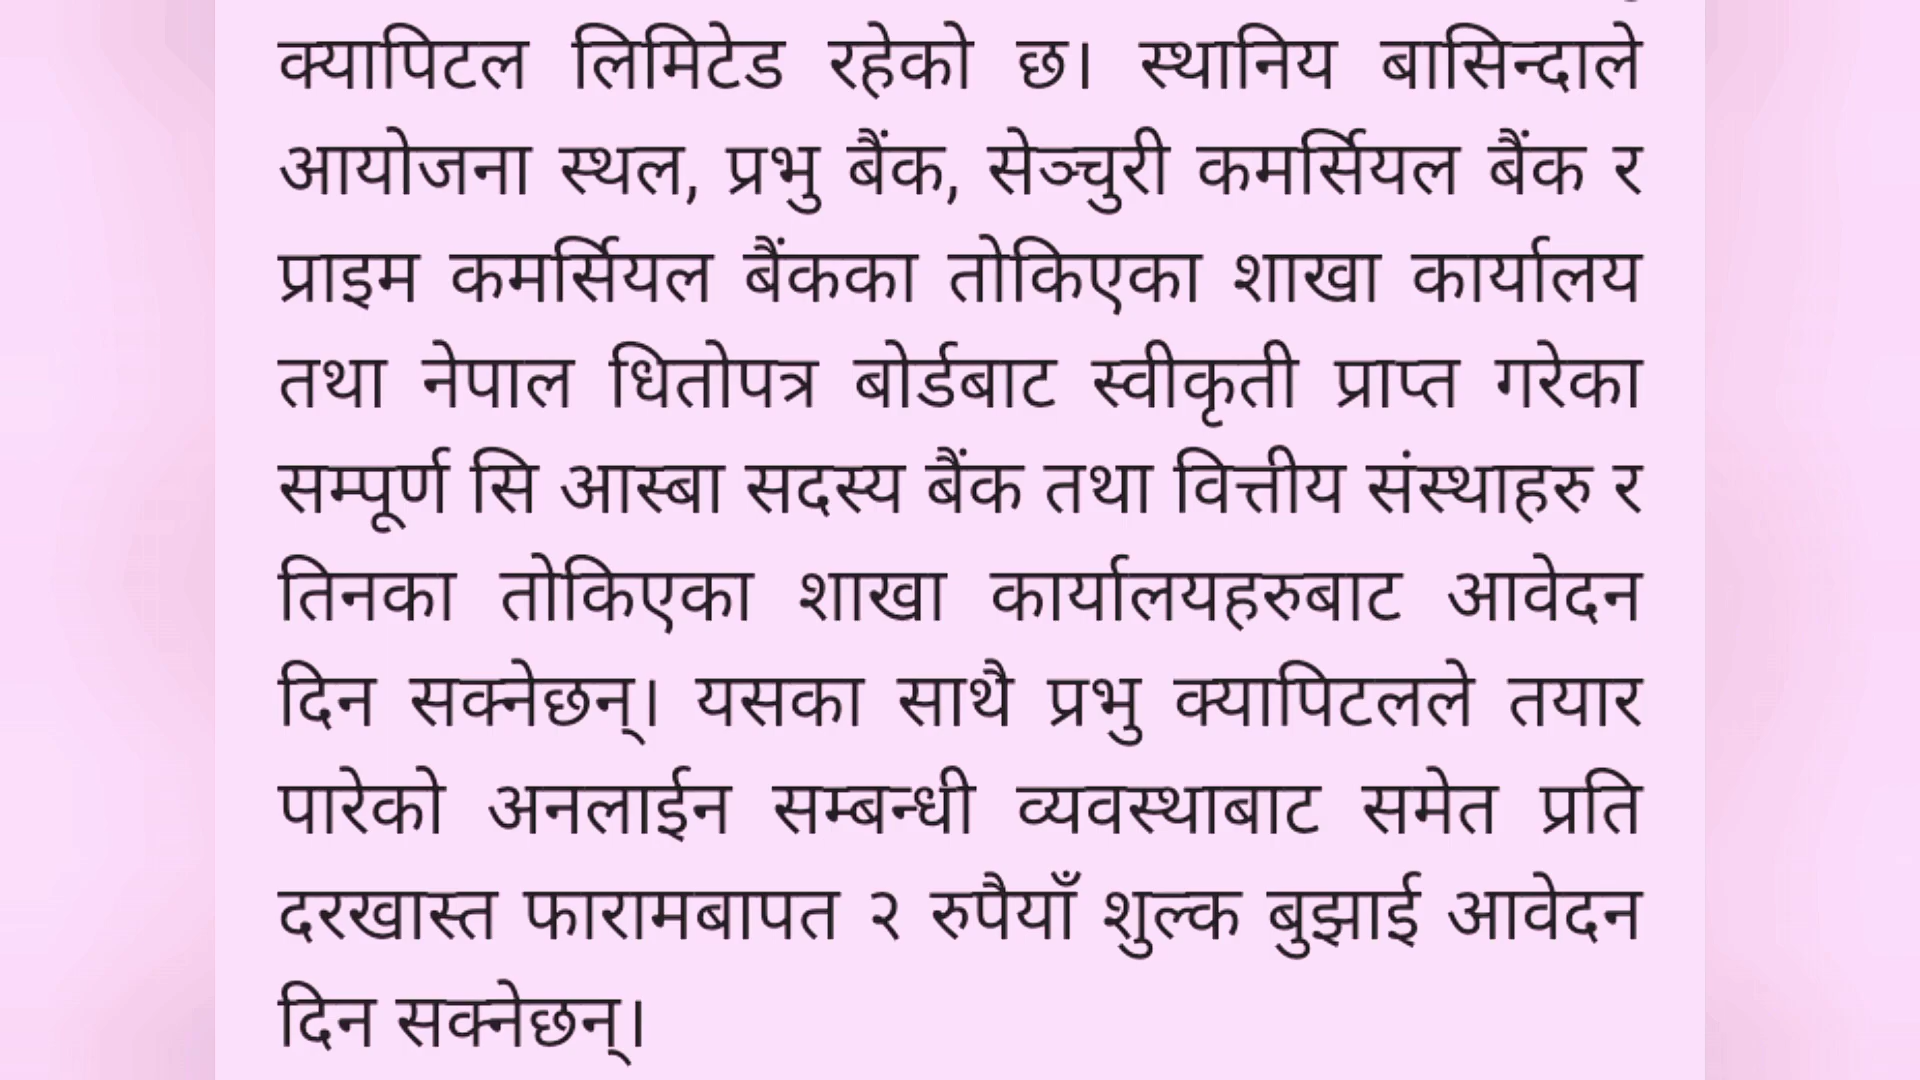 क्यापिटल लिमिटेड रहेको छ। स्थानिय बासिन्दाले
आयोजना स्थल, प्रभु बैंक, सेञ्चुरी कमर्सियल बैंक र
प्राइम कमर्सियल बैंकका तोकिएका शाखा कार्यालय
तथा नेपाल धितोपत्र बोर्डबाट स्वीकृती प्राप्त गरेका
सम्पूर्ण सि आस्बा सदस्य बैंक तथा वित्तीय संस्थाहरु र
तिनका तोकिएका शाखा कार्यालयहरुबाट आवेदन
दिन सक्नेछन्। यसका साथै प्रभु क्यापिटलले तयार
पारेको अनलाईन सम्बन्धी व्यवस्थाबाट समेत प्रति
दरखास्त फारामबापत २ रुपैयाँ शुल्क बुझाई आवेदन
दिन सक्नेछन्।